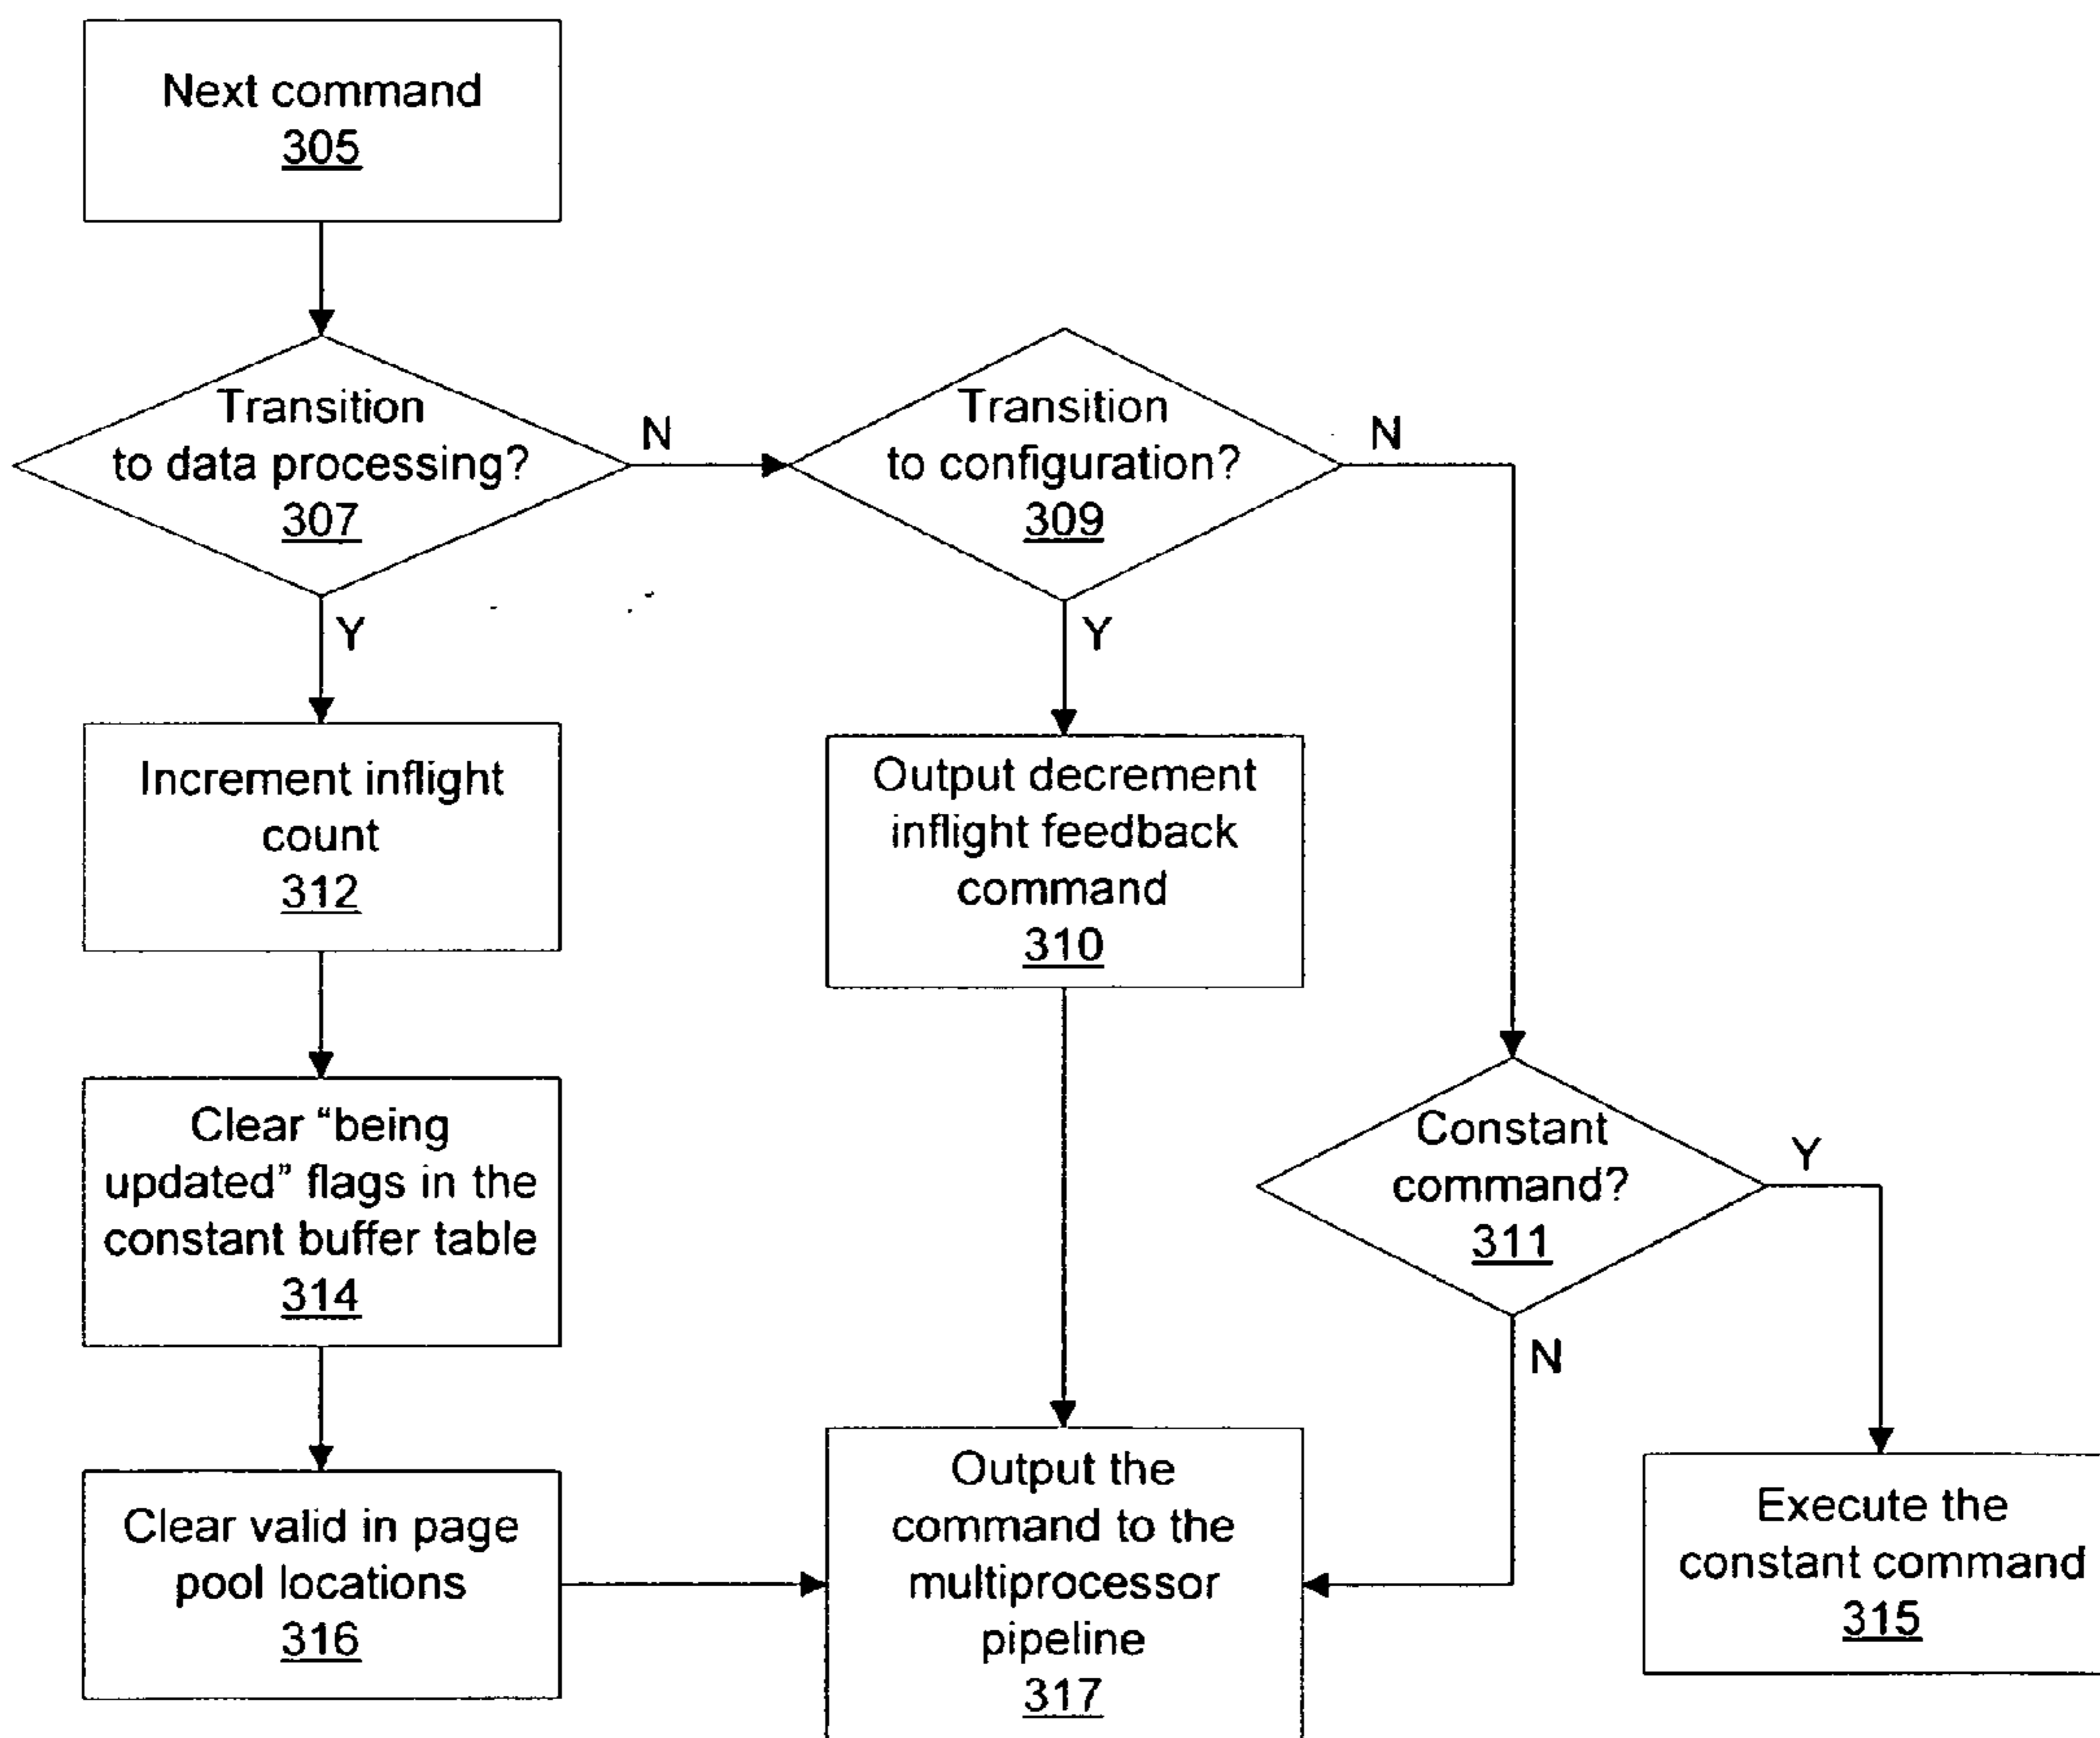 Next command
305
Transition
to data processing?
307
N
Transition
to configuration?
309
N
Y
Y
Increment inflight
count
312
Output decrement
inflight feedback
command
310
Clear “being
updated” flags in the
constant buffer table
314
Constant
command?
311
Y
N
Clear valid in page
pool locations
316
Output the
command to the
multiprocessor
pipeline
317
Execute the
constant command
315